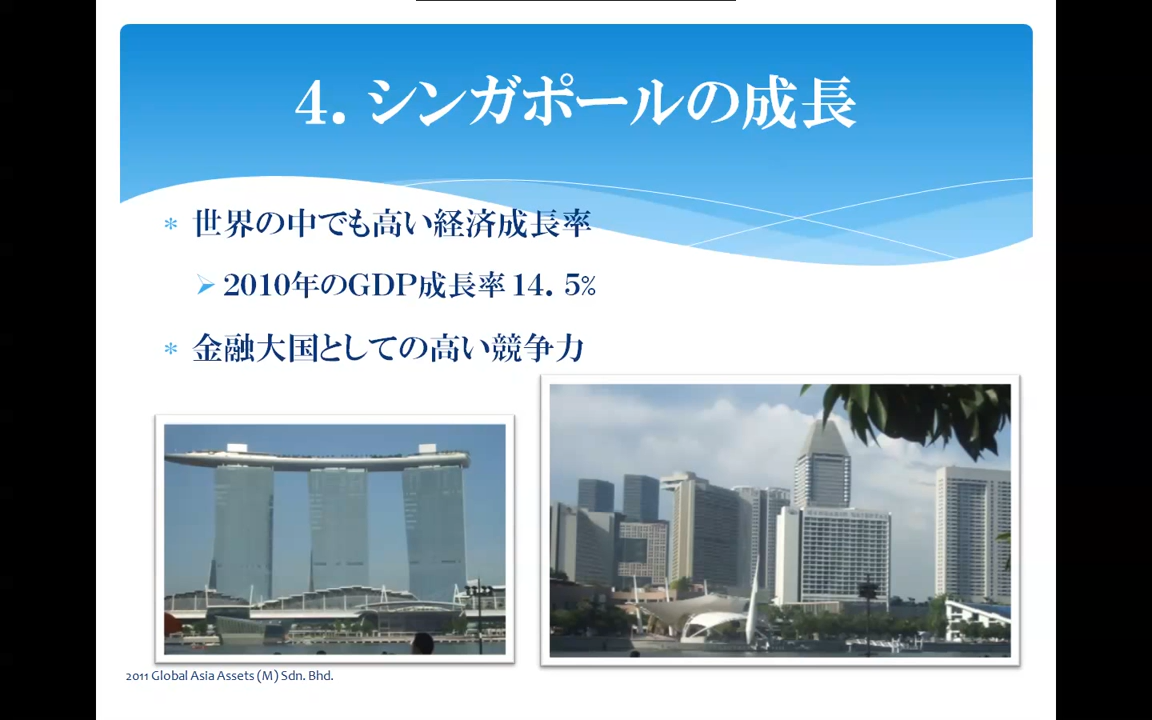 4. シンガポールの成長
* 世界の中でも高い経済成長率
➢ 2010年のGDP成長率14.5%
* 金融大国としての高い競争力
2011 Global Asia Assets (M) Sdn. Bhd.